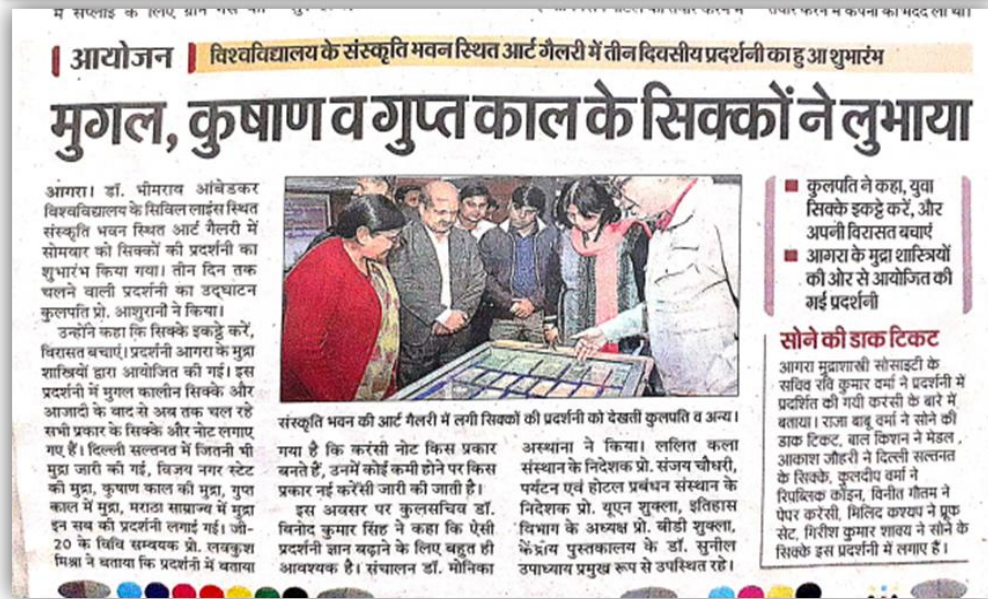 में सप्लाई के लिए ग्रीन गैस की
तैयार करने में कंपनी की मदद ली थी।
आयोजन
विश्वविद्यालय के संस्कृति भवन स्थित आर्ट गैलरी में तीन दिवसीय प्रदर्शनी का हुआ शुभारंभ
मुगल, कुषाण व गुप्त काल के सिक्कों ने लुभाया
आगरा। डॉ. भीमराव आंबेडकर
विश्वविद्यालय के सिविल लाईंस स्थित
संस्कृति भवन स्थित आर्ट गैलरी में
सोमवार को सिक्कों की प्रदर्शनी का
शुभारंभ किया गया। तीन दिन तक
चलने वाली प्रदर्शनी का उद्घाटन
कुलपति प्रो. आशुरानी ने किया।
उन्होंने कहा कि सिक्के इकट्ठे करें,
विरासत बचाएं। प्रदर्शनी आगरा के मुद्रा
शास्त्रियों द्वारा आयोजित की गई। इस
प्रदर्शनी में मुगल कालीन सिक्के और
आजादी के बाद से अब तक चल रहे
सभी प्रकार के सिक्के और नोट लगाए
गए हैं। दिल्ली सल्तनत में जितनी भी
मुद्रा जारी की गई, विजय नगर स्टेट
की मुद्रा, कुषाण काल की मुद्रा, गुप्त
काल में मुद्रा, मराठा साम्राज्य में मुद्रा
इन सब की प्रदर्शनी लगाई गई। जी-
20 के विवि समन्वयक प्रो. लवकुश
मिश्रा ने बताया कि प्रदर्शनी में बताया
संस्कृति भवन की आर्ट गैलरी में लगी सिक्कों की प्रदर्शनी को देखती कुलपति व अन्य।
गया है कि करंसी नोट किस प्रकार
बनते हैं, उनमें कोई कमी होने पर किस
प्रकार नई करेंसी जारी की जाती है।
इस अवसर पर कुलसचिव डॉ.
विनोद कुमार सिंह ने कहा कि ऐसी
प्रदर्शनी ज्ञान बढ़ाने के लिए बहुत ही
आवश्यक है। संचालन डॉ. मोनिका
अस्थाना ने किया। ललित कला
संस्थान के निदेशक प्रो. संजय चौधरी,
पर्यटन एवं होटल प्रबंधन संस्थान के
निदेशक प्रो. यूएन शुक्ला, इतिहास
विभाग के अध्यक्ष प्रो. बीडी शुक्ला,
केंद्रीय पुस्तकालय के डॉ. सुनील
उपाध्याय प्रमुख रूप से उपस्थित रहे।
कुलपति ने कहा, युवा
सिक्के इकट्टे करें, और
अपनी विरासत बचाएं
आगरा के मुद्रा शास्त्रियों
की ओर से आयोजित की
गई प्रदर्शनी
सोने की डाक टिकट
आगरा मुद्राशास्त्री सोसाइटी के
सचिव रवि कुमार वर्मा ने प्रदर्शनी में
प्रदर्शित की गयी करंसी के बारे में
बताया। राजा बाबू वर्मा ने सोने की
डाक टिकट, बाल किशन ने मेडल,
आकाश जौहरी ने दिल्ली सल्तनत
के सिक्के, कुलदीप वर्मा ने
रिपब्लिक कॉइन, विनीत गौतम ने
पेपर करेंसी, मिलिंद कश्यप ने प्रूफ
सेट, गिरीश कुमार शाक्य ने सोने के
सिक्के इस प्रदर्शनी में लगाए हैं।